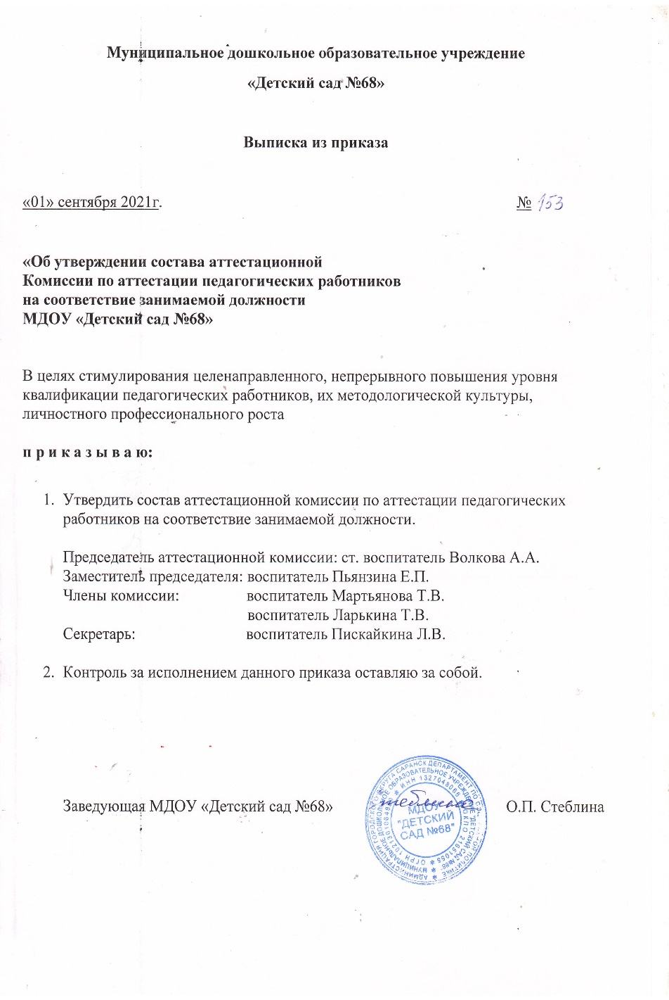 Муниципальное дошкольное образовательное учреждение
«Детский сад №68»
Выписка из приказа
«01» сентября 2021г. № 153
«Об утверждении состава аттестационной
Комиссии по аттестации педагогических работников
на соответствие занимаемой должности
МДОУ «Детский сад №68»
В целях стимулирования целенаправленного, непрерывного повышения уровня
квалификации педагогических работников, их методологической культуры,
личностного профессионального роста
п р и к а з ы в а ю:
1. Утвердить состав аттестационной комиссии по аттестации педагогических
работников на соответствие занимаемой должности.
Председатель аттестационной комиссии: ст. воспитатель Волкова А.А.
Заместитель председателя: воспитатель Пьянзина Е.П.
Члены комиссии: воспитатель Мартьянова Т.В.
воспитатель Ларькина Т.В.
Секретарь: воспитатель Пискайкина Л.В.
2. Контроль за исполнением данного приказа оставляю за собой.
Заведующая МДОУ «Детский сад №68» О.П. Стеблина
МДОУ
"ДЕТСКИЙ
САД №68"